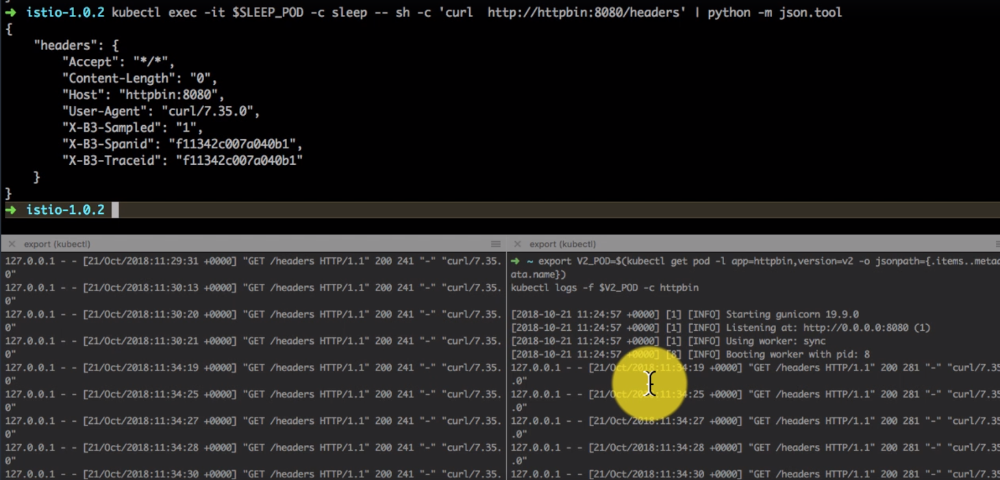 ➜ istio-1.0.2 kubectl exec -it $SLEEP_POD -c sleep -- sh -c 'curl  http://httpbin:8080/headers' | python -m json.tool
{
    "headers": {
        "Accept": "*/*",
        "Content-Length": "0",
        "Host": "httpbin:8080",
        "User-Agent": "curl/7.35.0",
        "X-B3-Sampled": "1",
        "X-B3-Spanid": "f11342c007a040b1",
        "X-B3-Traceid": "f11342c007a040b1"
    }
}
➜ istio-1.0.2
export (kubectl)
127.0.0.1 - - [21/Oct/2018:11:29:31 +0000] "GET /headers HTTP/1.1" 200 241 "-" "curl/7.35.
0"
127.0.0.1 - - [21/Oct/2018:11:30:13 +0000] "GET /headers HTTP/1.1" 200 241 "-" "curl/7.35.
0"
127.0.0.1 - - [21/Oct/2018:11:30:20 +0000] "GET /headers HTTP/1.1" 200 241 "-" "curl/7.35.
0"
127.0.0.1 - - [21/Oct/2018:11:30:21 +0000] "GET /headers HTTP/1.1" 200 241 "-" "curl/7.35.
0"
127.0.0.1 - - [21/Oct/2018:11:34:19 +0000] "GET /headers HTTP/1.1" 200 241 "-" "curl/7.35.
0"
127.0.0.1 - - [21/Oct/2018:11:34:25 +0000] "GET /headers HTTP/1.1" 200 241 "-" "curl/7.35.
0"
127.0.0.1 - - [21/Oct/2018:11:34:27 +0000] "GET /headers HTTP/1.1" 200 241 "-" "curl/7.35.
0"
127.0.0.1 - - [21/Oct/2018:11:34:28 +0000] "GET /headers HTTP/1.1" 200 241 "-" "curl/7.35.
0"
127.0.0.1 - - [21/Oct/2018:11:34:30 +0000] "GET /headers HTTP/1.1" 200 241 "-" "curl/7.35.
export (kubectl)
➜ ~ export V2_POD=$(kubectl get pod -l app=httpbin,version=v2 -o jsonpath={.items..metad
ata.name})
kubectl logs -f $V2_POD -c httpbin
[2018-10-21 11:24:57 +0000] [1] [INFO] Starting gunicorn 19.9.0
[2018-10-21 11:24:57 +0000] [1] [INFO] Listening at: http://0.0.0.0:8080 (1)
[2018-10-21 11:24:57 +0000] [1] [INFO] Using worker: sync
[2018-10-21 11:24:57 +0000] [8] [INFO] Booting worker with pid: 8
127.0.0.1 - - [21/Oct/2018:11:34:19 +0000] "GET /headers HTTP/1.1" 200 281 "-" "curl/7.35
.0"
127.0.0.1 - - [21/Oct/2018:11:34:25 +0000] "GET /headers HTTP/1.1" 200 281 "-" "curl/7.35
.0"
127.0.0.1 - - [21/Oct/2018:11:34:27 +0000] "GET /headers HTTP/1.1" 200 281 "-" "curl/7.35
.0"
127.0.0.1 - - [21/Oct/2018:11:34:28 +0000] "GET /headers HTTP/1.1" 200 281 "-" "curl/7.35
.0"
127.0.0.1 - - [21/Oct/2018:11:34:30 +0000] "GET /headers HTTP/1.1" 200 281 "-" "curl/7.35